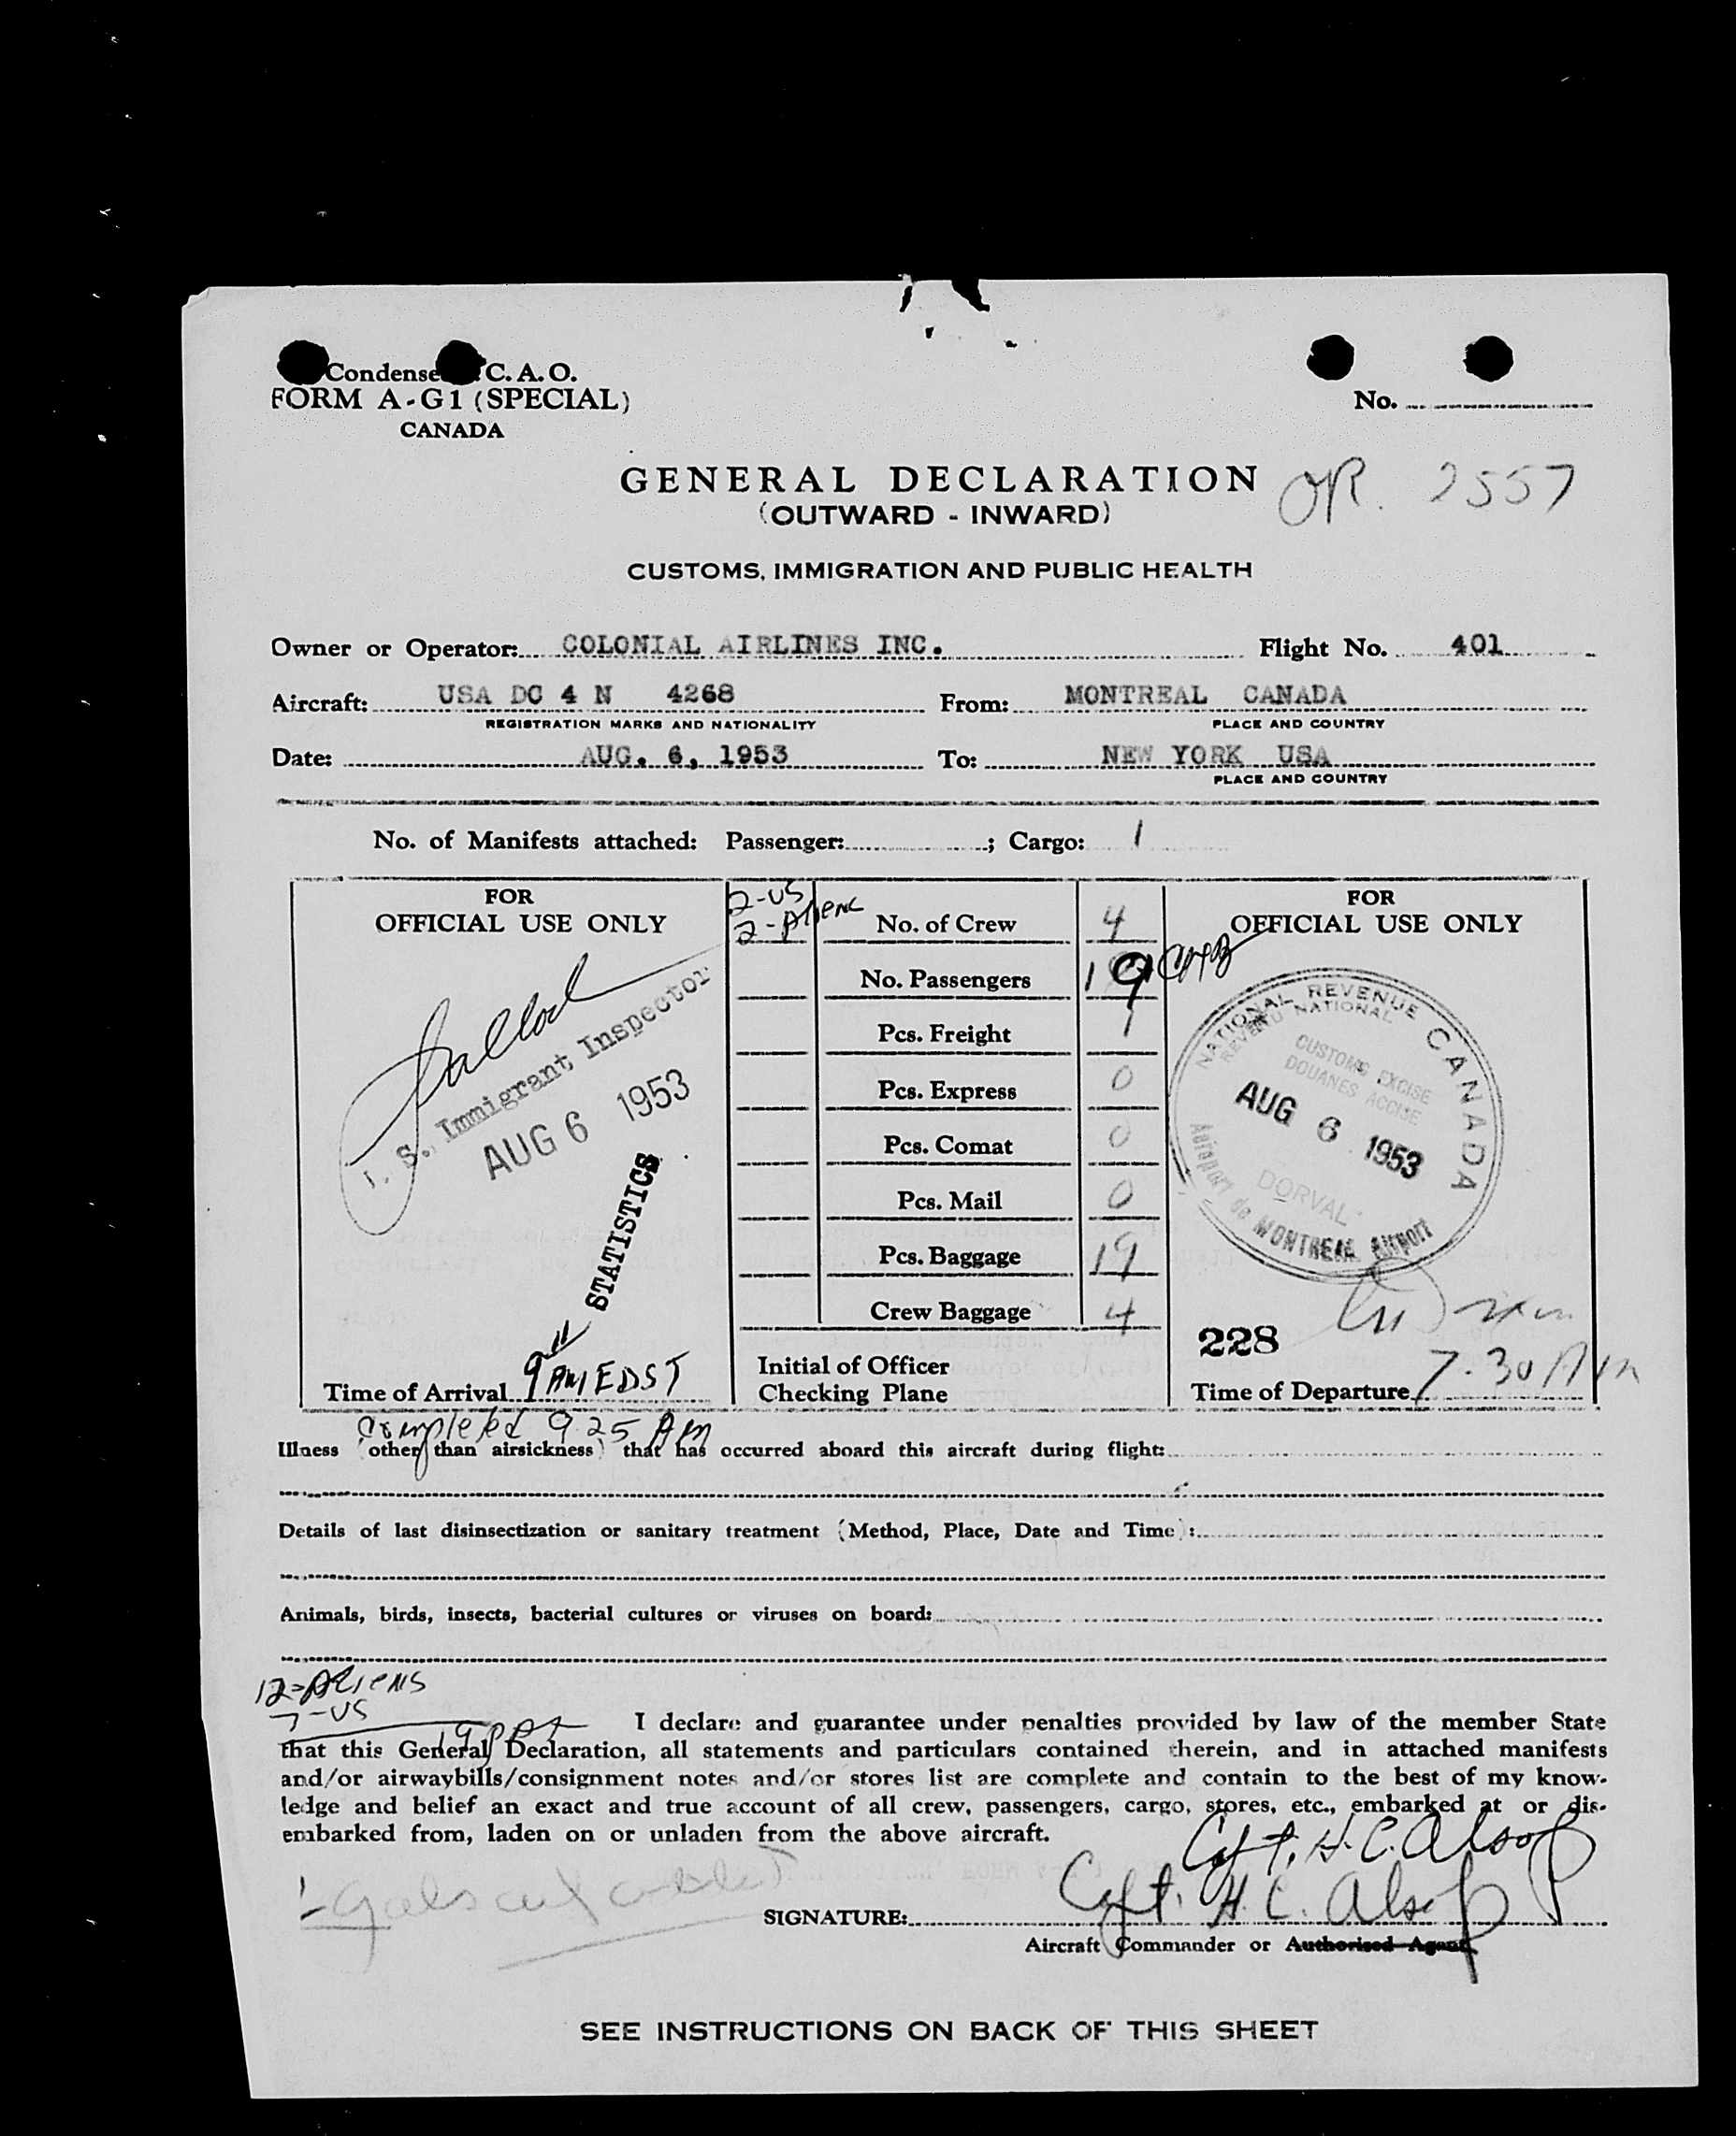 Condense C. A. O.
FORM A - G 1 (SPECIAL)
CANADA
No.
GENERAL DECLARATION
(OUTWARD - INWARD)
OR. 2557
CUSTOMS, IMMIGRATION AND PUBLIC HEALTH
Owner or Operator: COLONIAL AIRLINES INC. Flight No. 401
Aircraft: USA DC 4 N 4268 From: MONTREAL CANADA
REGISTRATION MARKS AND NATIONALITY PLACE AND COUNTRY
Date: AUG. 6, 1953 To: NEW YORK USA
PLACE AND COUNTRY
No. of Manifests attached: Passenger: ; Cargo: 1
FOR
OFFICIAL USE ONLY
S. Immigrant Inspector
AUG 6 1953
STATISTICS
Time of Arrival 9 AM EDST
completed 9 25 AM
2-US
2-Aliens
No. of Crew 4
No. Passengers 19
Pcs. Freight 1
Pcs. Express 0
Pcs. Comat 0
Pcs. Mail 0
Pcs. Baggage 19
Crew Baggage 4
Initial of Officer
Checking Plane
FOR
OFFICIAL USE ONLY
NATIONAL REVENUE CANADA
REVENU NATIONAL
CUSTOMS EXCISE
DOUANES ACCISE
AUG 6 1953
DORVAL
Aéroport de MONTREAL Airport
228
Time of Departure 7.30 AM
Illness (other than airsickness) that has occurred aboard this aircraft during flight:
Details of last disinsectization or sanitary treatment (Method, Place, Date and Time):
Animals, birds, insects, bacterial cultures or viruses on board:
12-Aliens
7-US
19
I declare and guarantee under penalties provided by law of the member State
that this General Declaration, all statements and particulars contained therein, and in attached manifests
and/or airwaybills/consignment notes and/or stores list are complete and contain to the best of my know-
ledge and belief an exact and true account of all crew, passengers, cargo, stores, etc., embarked at or dis-
embarked from, laden on or unladen from the above aircraft.
Capt. H. C. Alsop
SIGNATURE: Capt. H. C. Alsop
Aircraft Commander or Authorised Agent
SEE INSTRUCTIONS ON BACK OF THIS SHEET